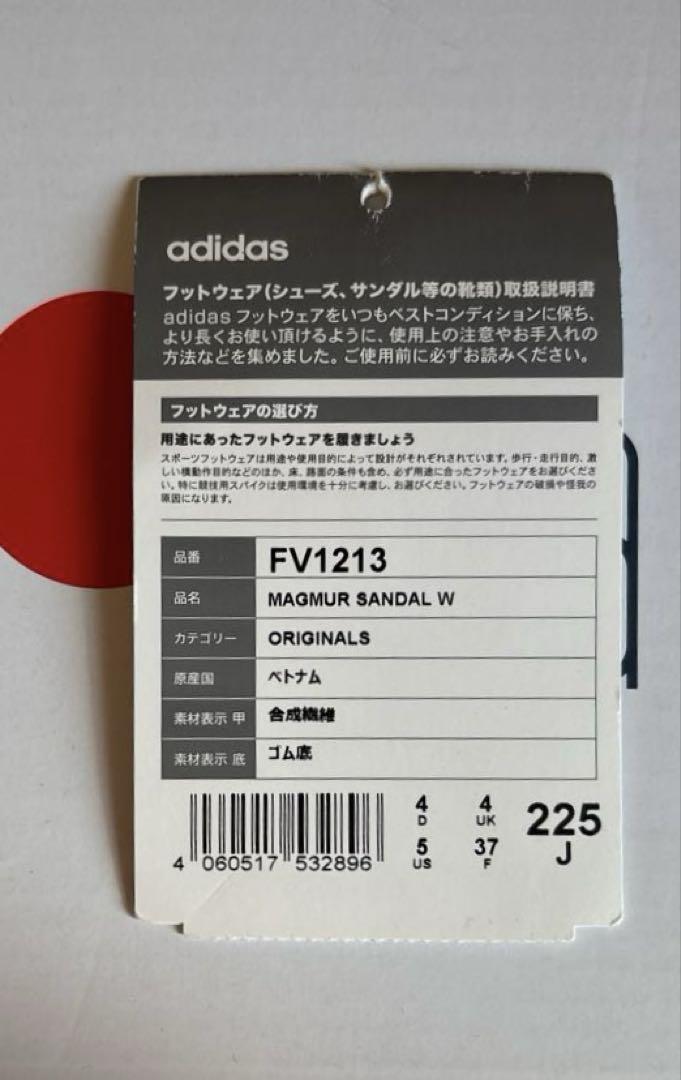 adidas
フットウェア(シューズ、サンダル等の靴類)取扱説明書
adidas フットウェアをいつもベストコンディションに保ち、
より長くお使い頂けるように、使用上の注意やお手入れの
方法などを集めました。ご使用前に必ずお読みください。
フットウェアの選び方
用途にあったフットウェアを履きましょう
スポーツフットウェアは用途や使用目的によって設計がそれぞれされています。歩行・走行目的、激
しい機動作目的などのほか、床、路面の条件も含め、必ず用途に合ったフットウェアをお選びくださ
い。特に競技用スパイクは使用環境を十分に考慮し、お選びください。フットウェアの破損や怪我の
原因になります。
品番 FV1213
品名 MAGMUR SANDAL W
カテゴリー ORIGINALS
原産国 ベトナム
素材表示 甲 合成繊維
素材表示 底 ゴム底
4 060517 532896
4 D 4 UK
5 US 37 F
225 J